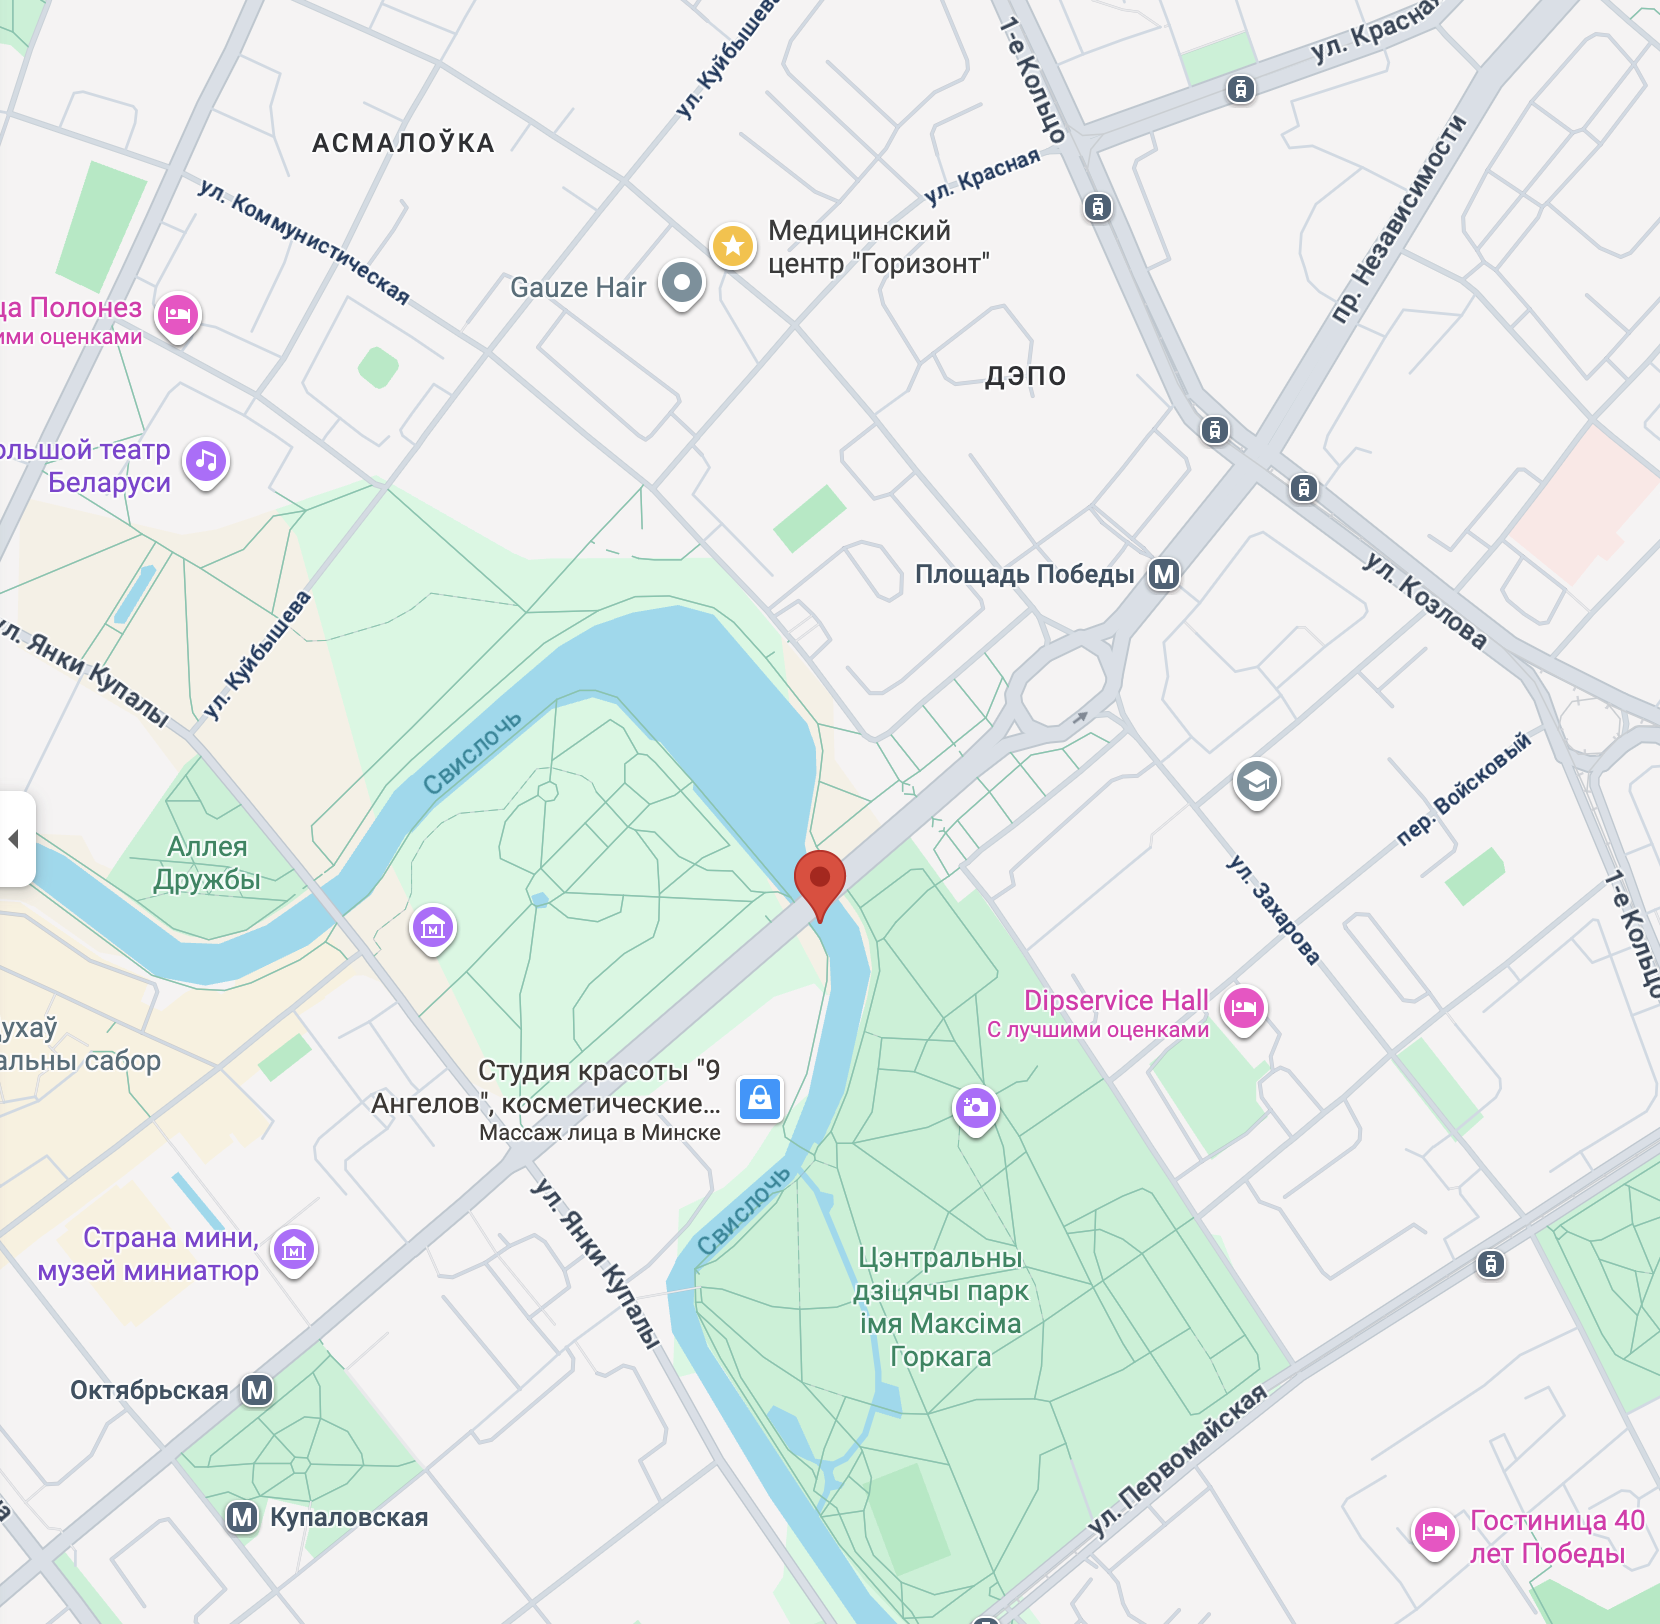 ул. Куйбышева
1-е Кольцо
ул. Красная
АСМАЛОЎКА
ул. Красная
пр. Независимости
ул. Коммунистическая
Медицинский
центр "Горизонт"
Gauze Hair
ца Полонез
ими оценками
ДЭПО
ольшой театр
Беларуси
Площадь Победы
M
ул. Козлова
ул. Янки Купалы
ул. Куйбышева
Свислочь
пер. Войсковый
Аллея
Дружбы
ул. Захарова
1-е Кольцо
M
Dipservice Hall
С лучшими оценками
ухаў
альны сабор
Студия красоты "9
Ангелов", косметические...
Массаж лица в Минске
Свислочь
ул. Янки Купалы
Страна мини,
музей миниатюр
M
Цэнтральны
дзіцячы парк
імя Максіма
Горкага
Октябрьская
M
ул. Первомайская
M
Купаловская
Гостиница 40
лет Победы